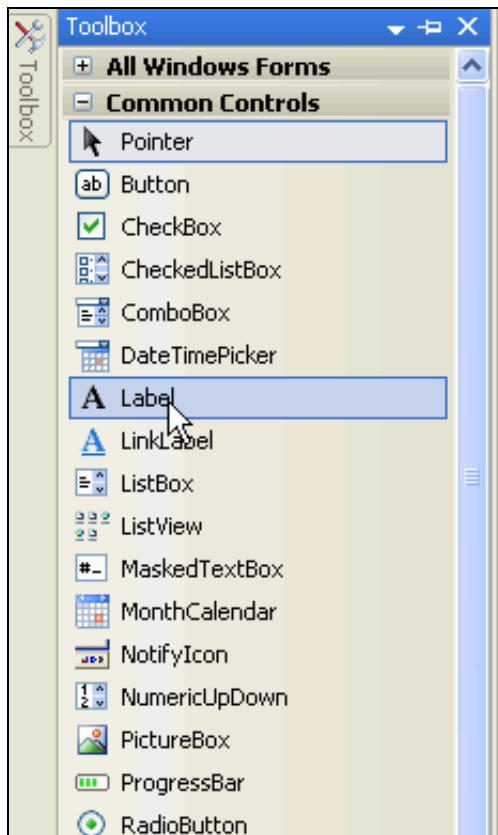 Toolbox
Toolbox
All Windows Forms
Common Controls
Pointer
Button
CheckBox
CheckedListBox
ComboBox
DateTimePicker
Label
LinkLabel
ListBox
ListView
MaskedTextBox
MonthCalendar
NotifyIcon
NumericUpDown
PictureBox
ProgressBar
RadioButton